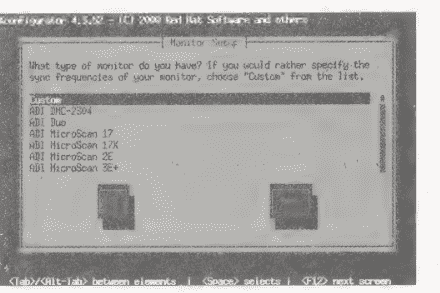 Xconfigurator 4.3.52 - (C) 2000 Red Hat Software and others
Monitor Setup
What type of monitor do you have? If you would rather specify the
sync frequencies of your monitor, choose "Custom" from the list.
Custom
ADI DMC-2304
ADI Duo
ADI MicroScan 17
ADI MicroScan 17X
ADI MicroScan 2E
ADI MicroScan 3E+
<Tab>/<Alt-Tab> between elements | <Space> selects | <F12> next screen